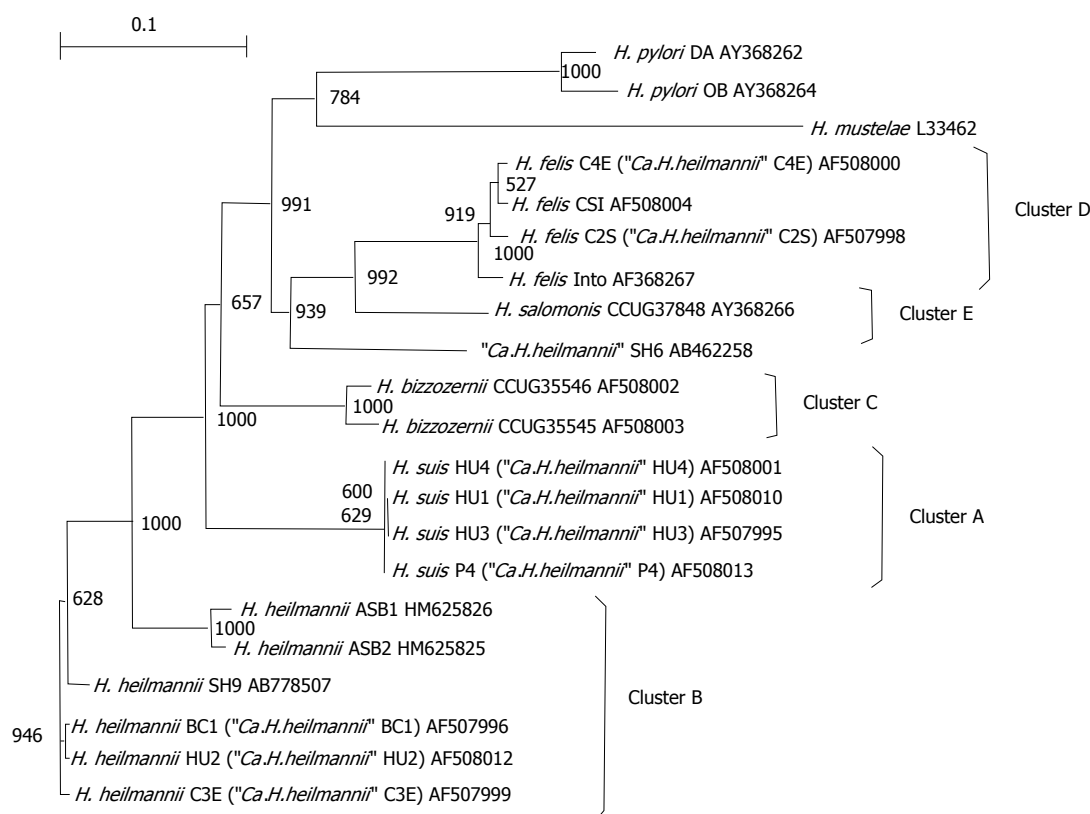 0.1
H. pylori DA AY368262
1000
H. pylori OB AY368264
784
H. mustelae L33462
H. felis C4E ("Ca.H.heilmannii" C4E) AF508000
527
H. felis CSI AF508004
Cluster D
991
919
H. felis C2S ("Ca.H.heilmannii" C2S) AF507998
1000
992
H. felis Into AF368267
657
939
H. salomonis CCUG37848 AY368266
Cluster E
"Ca.H.heilmannii" SH6 AB462258
H. bizzozernii CCUG35546 AF508002
1000
Cluster C
1000
H. bizzozernii CCUG35545 AF508003
H. suis HU4 ("Ca.H.heilmannii" HU4) AF508001
600
H. suis HU1 ("Ca.H.heilmannii" HU1) AF508010
629
Cluster A
1000
H. suis HU3 ("Ca.H.heilmannii" HU3) AF507995
H. suis P4 ("Ca.H.heilmannii" P4) AF508013
628
H. heilmannii ASB1 HM625826
1000
H. heilmannii ASB2 HM625825
H. heilmannii SH9 AB778507
Cluster B
946
H. heilmannii BC1 ("Ca.H.heilmannii" BC1) AF507996
H. heilmannii HU2 ("Ca.H.heilmannii" HU2) AF508012
H. heilmannii C3E ("Ca.H.heilmannii" C3E) AF507999